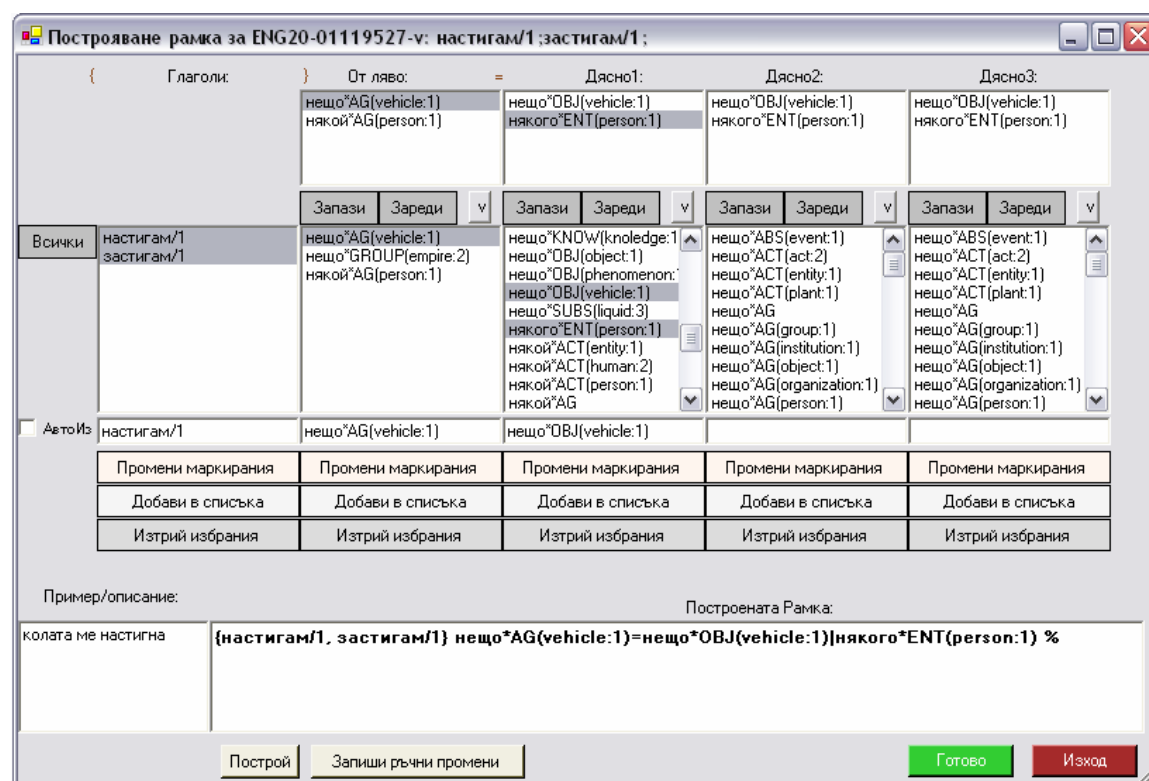 Построяване рамка за ENG20-01119527-v: настигам/1 ;застигам/1 ;
{ Глаголи: } От ляво: = Дясно1: Дясно2: Дясно3:
нещо*AG(vehicle:1) нещо*OBJ(vehicle:1) нещо*OBJ(vehicle:1) нещо*OBJ(vehicle:1)
някой*AG(person:1) някого*ENT(person:1) някого*ENT(person:1) някого*ENT(person:1)
Запази Зареди v Запази Зареди v Запази Зареди v Запази Зареди v
Всички настигам/1 нещо*AG(vehicle:1) нещо*KNOW(knoledge:1 нещо*ABS(event:1) нещо*ABS(event:1)
застигам/1 нещо*GROUP(empire:2) нещо*OBJ(object:1) нещо*ACT(act:2) нещо*ACT(act:2)
някой*AG(person:1) нещо*OBJ(phenomenon: нещо*ACT(entity:1) нещо*ACT(entity:1)
нещо*OBJ(vehicle:1) нещо*ACT(plant:1) нещо*ACT(plant:1)
нещо*SUBS(liquid:3) нещо*AG нещо*AG
някого*ENT(person:1) нещо*AG(group:1) нещо*AG(group:1)
някой*ACT(entity:1) нещо*AG(institution:1) нещо*AG(institution:1)
някой*ACT(human:2) нещо*AG(object:1) нещо*AG(object:1)
някой*ACT(person:1) нещо*AG(organization:1) нещо*AG(organization:1)
някой*AG нещо*AG(person:1) нещо*AG(person:1)
АвтоИз настигам/1 нещо*AG(vehicle:1) нещо*OBJ(vehicle:1)
Промени маркирания Промени маркирания Промени маркирания Промени маркирания Промени маркирания
Добави в списъка Добави в списъка Добави в списъка Добави в списъка Добави в списъка
Изтрий избрания Изтрий избрания Изтрий избрания Изтрий избрания Изтрий избрания
Пример/описание: Построената Рамка:
колата ме настигна {настигам/1, застигам/1} нещо*AG(vehicle:1)=нещо*OBJ(vehicle:1)|някого*ENT(person:1) %
Построй Запиши ръчни промени Готово Изход